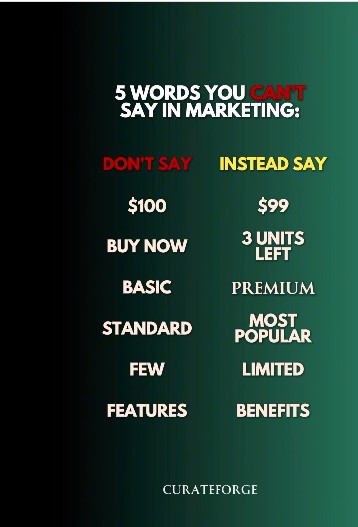 5 WORDS YOU CAN'T
SAY IN MARKETING:
DON'T SAY INSTEAD SAY
$100 $99
BUY NOW 3 UNITS
LEFT
BASIC PREMIUM
STANDARD MOST
POPULAR
FEW LIMITED
FEATURES BENEFITS
CURATEFORGE